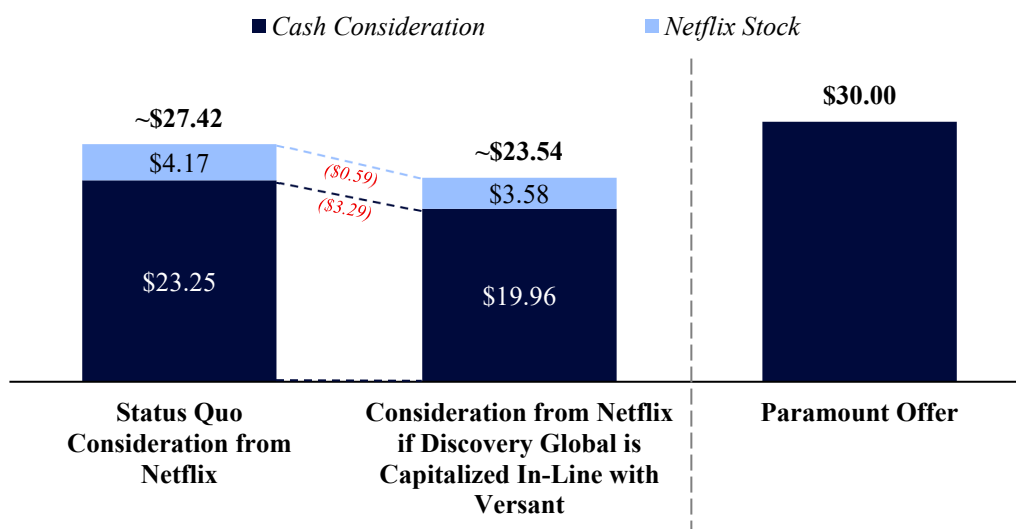 Cash Consideration Netflix Stock
$30.00
~$27.42
~$23.54
$4.17
($0.59)
$3.58
($3.29)
$23.25
$19.96
Status Quo
Consideration from
Netflix
Consideration from Netflix
if Discovery Global is
Capitalized In-Line with
Versant
Paramount Offer